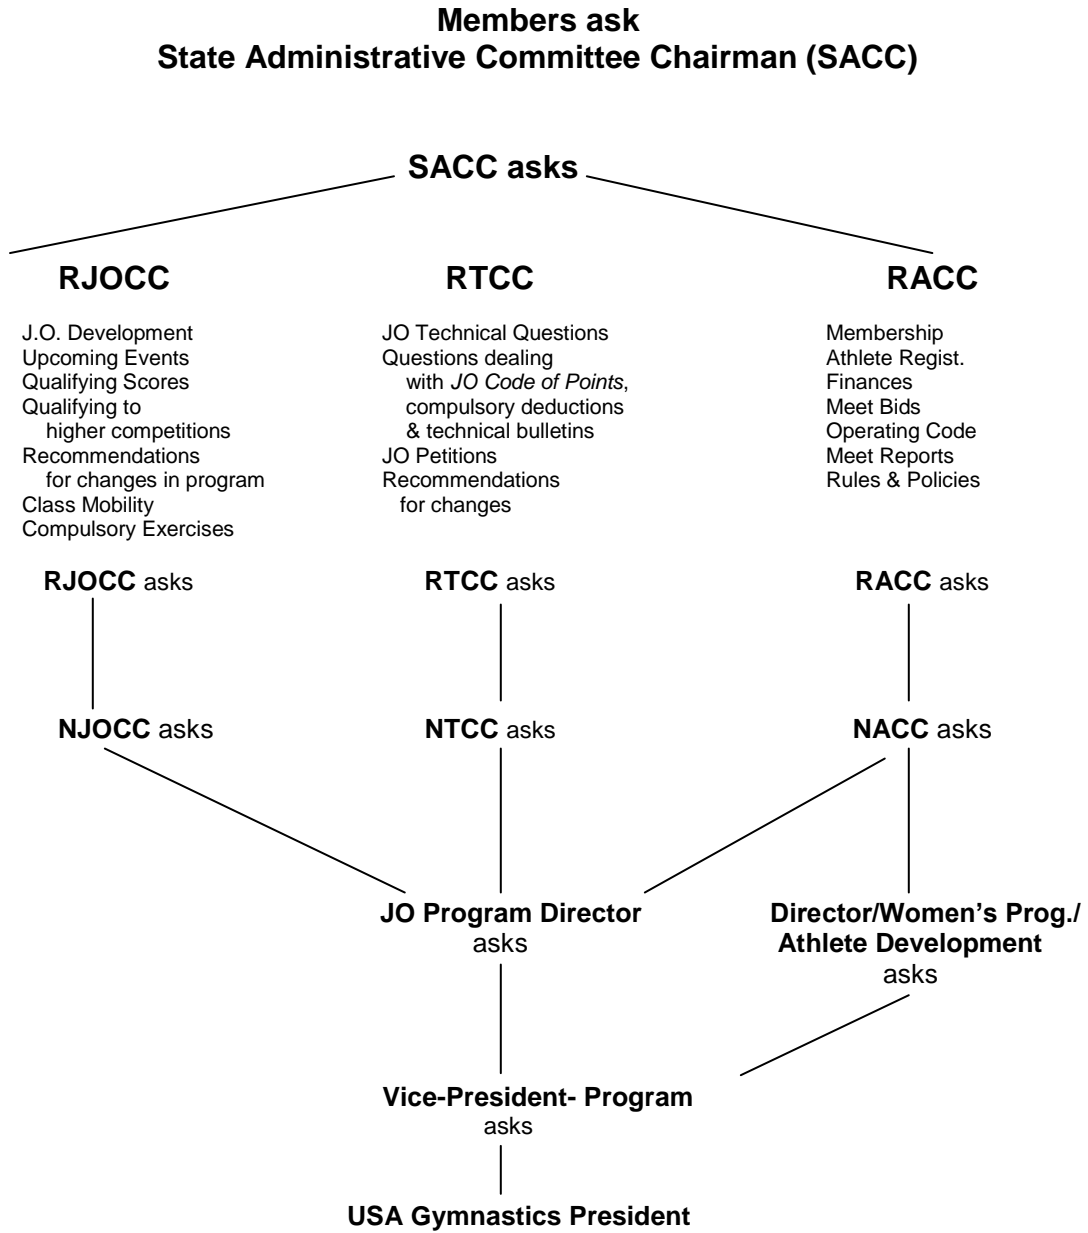 Members ask
State Administrative Committee Chairman (SACC)
SACC asks
RJOCC
J.O. Development
Upcoming Events
Qualifying Scores
Qualifying to
higher competitions
Recommendations
for changes in program
Class Mobility
Compulsory Exercises
RTCC
JO Technical Questions
Questions dealing
with JO Code of Points,
compulsory deductions
& technical bulletins
JO Petitions
Recommendations
for changes
RACC
Membership
Athlete Regist.
Finances
Meet Bids
Operating Code
Meet Reports
Rules & Policies
RJOCC asks
RTCC asks
RACC asks
NJOCC asks
NTCC asks
NACC asks
JO Program Director
asks
Director/Women's Prog./
Athlete Development
asks
Vice-President- Program
asks
USA Gymnastics President